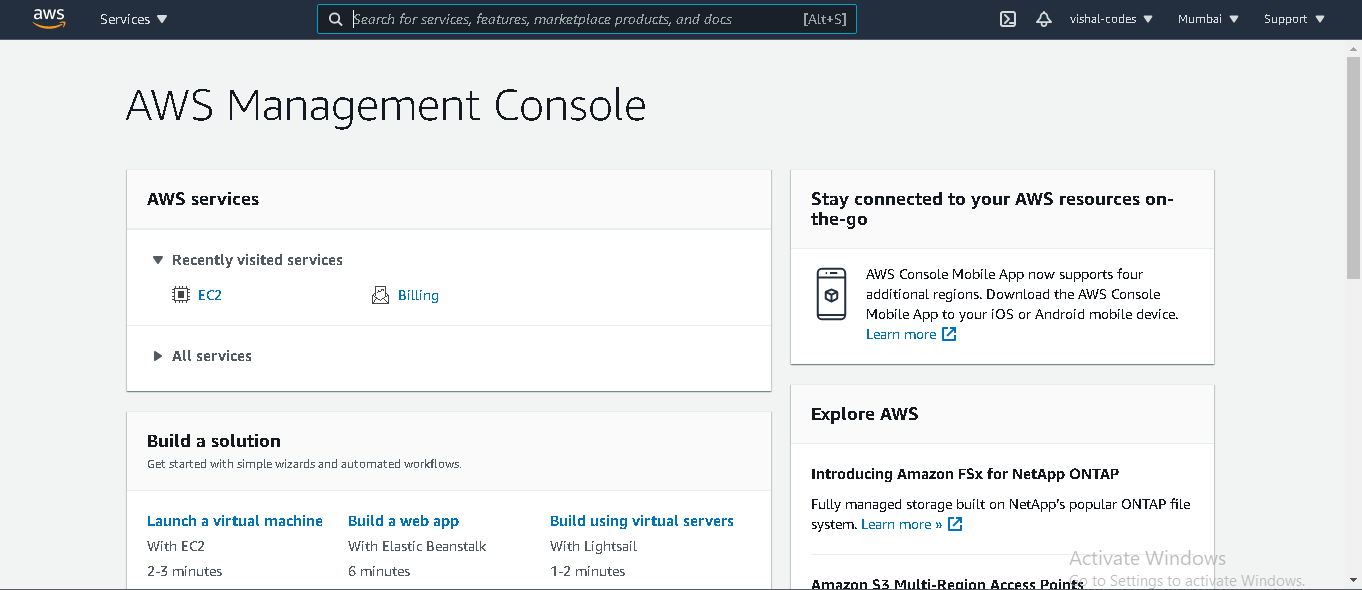 aws
Services ▼
Search for services, features, marketplace products, and docs [Alt+S]
vishal-codes ▼
Mumbai ▼
Support ▼
AWS Management Console
AWS services
▼ Recently visited services
EC2
Billing
▶ All services
Build a solution
Get started with simple wizards and automated workflows.
Launch a virtual machine
With EC2
2-3 minutes
Build a web app
With Elastic Beanstalk
6 minutes
Build using virtual servers
With Lightsail
1-2 minutes
Stay connected to your AWS resources on-
the-go
AWS Console Mobile App now supports four
additional regions. Download the AWS Console
Mobile App to your iOS or Android mobile device.
Learn more
Explore AWS
Introducing Amazon FSx for NetApp ONTAP
Fully managed storage built on NetApp's popular ONTAP file
system. Learn more »
Amazon S3 Multi-Region Access Points
Activate Windows
Go to Settings to activate Windows.